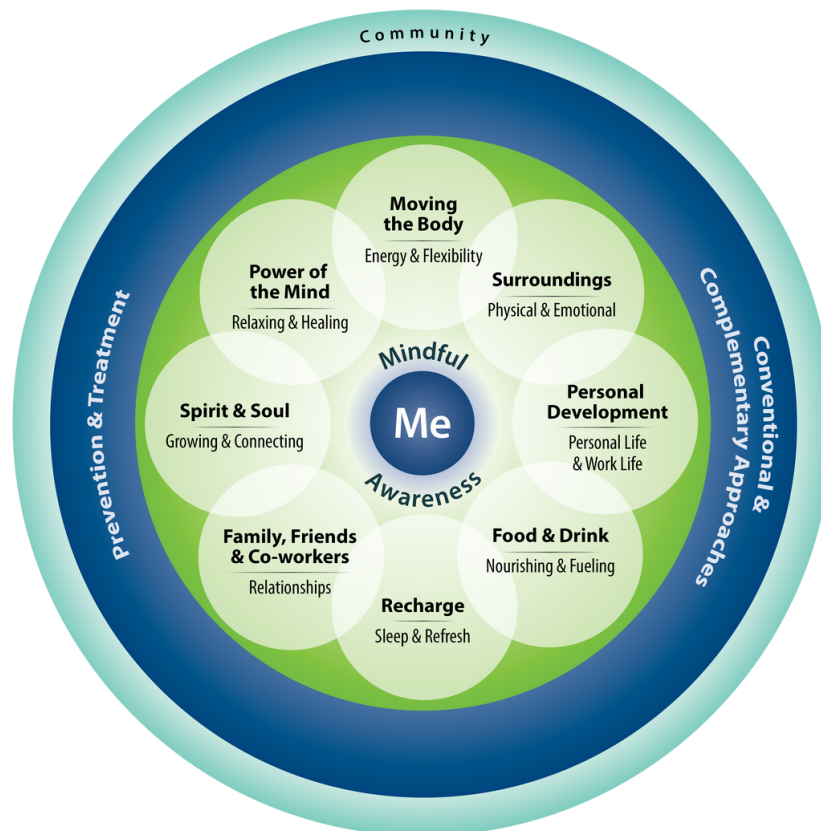 Community
Prevention & Treatment
Conventional &
Complementary Approaches
Moving
the Body
Energy & Flexibility
Surroundings
Physical & Emotional
Personal
Development
Personal Life
& Work Life
Food & Drink
Nourishing & Fueling
Recharge
Sleep & Refresh
Family, Friends
& Co-workers
Relationships
Spirit & Soul
Growing & Connecting
Power of
the Mind
Relaxing & Healing
Mindful
Me
Awareness